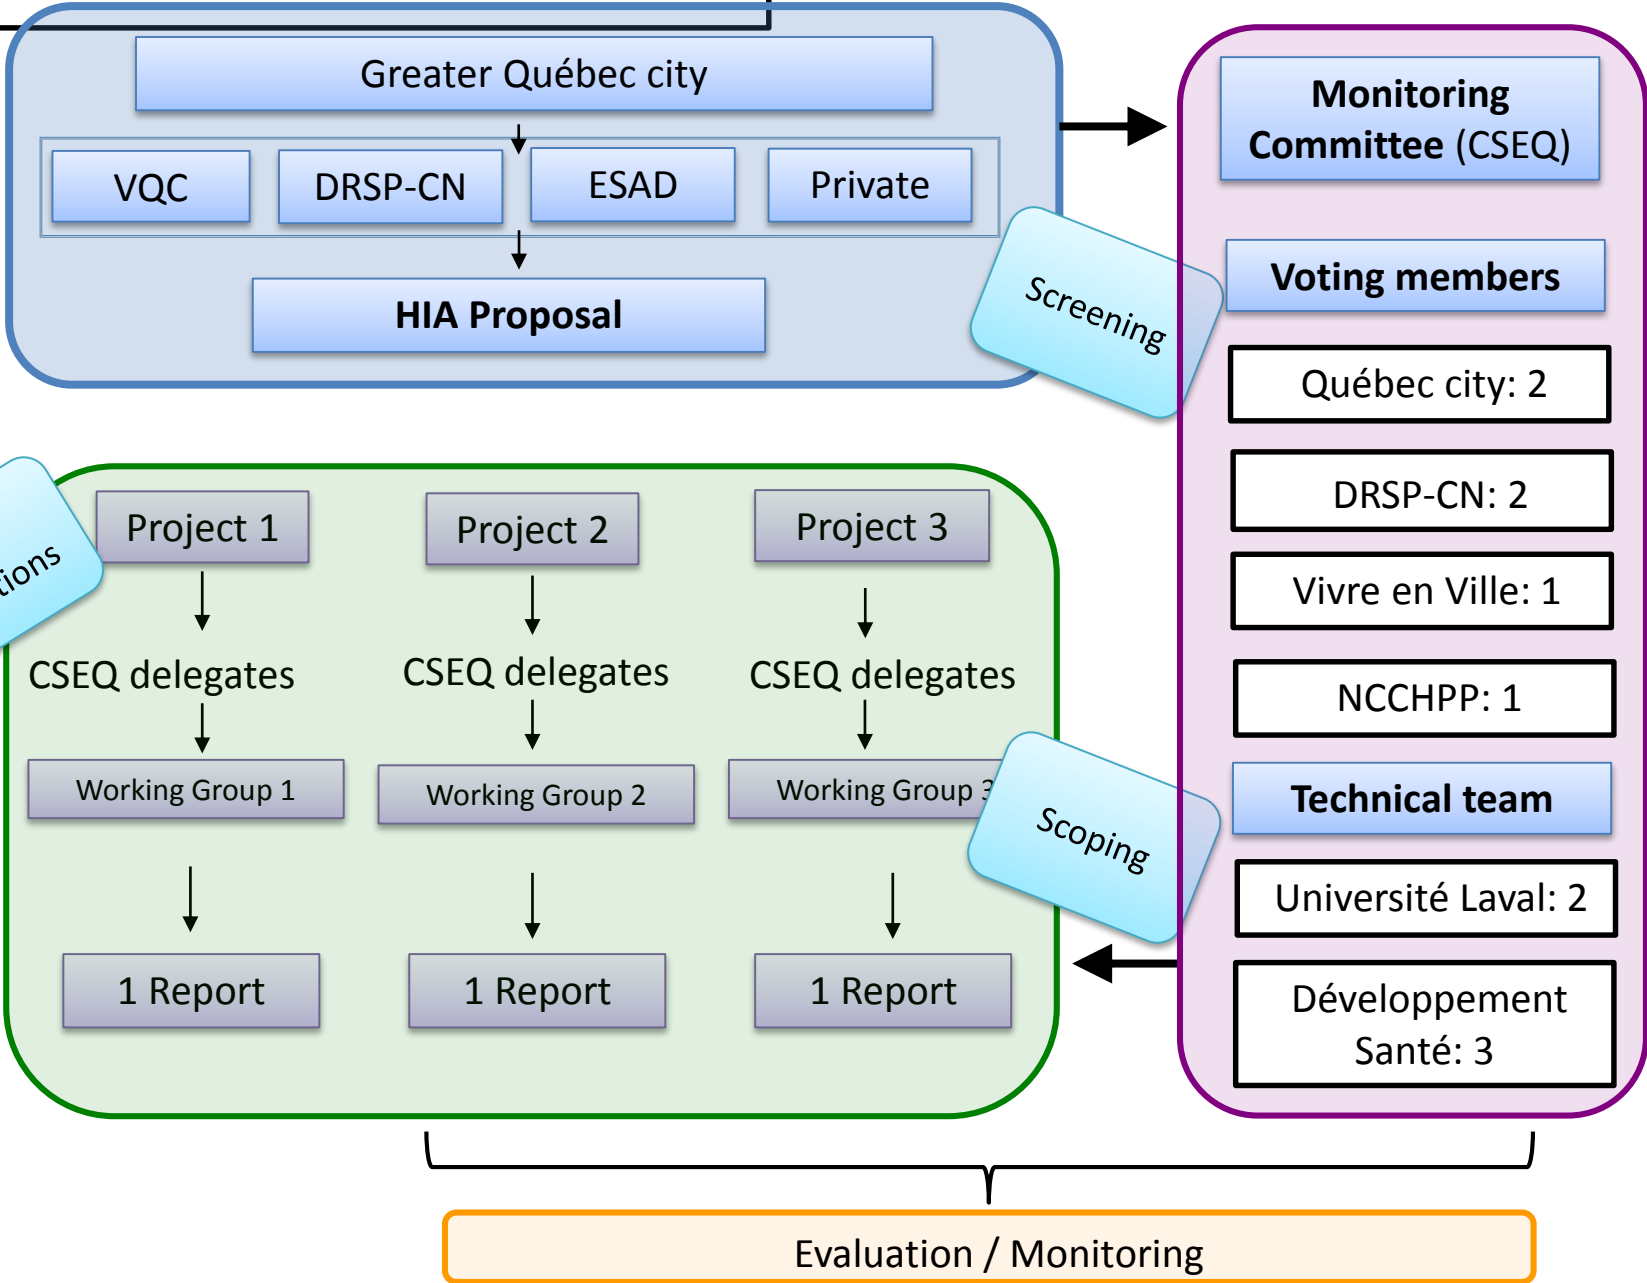 Greater Québec city
VQC
DRSP-CN
ESAD
Private
HIA Proposal
Screening
Monitoring
Committee (CSEQ)
Voting members
Québec city: 2
DRSP-CN: 2
Vivre en Ville: 1
NCCHPP: 1
Technical team
Université Laval: 2
Développement
Santé: 3
Scoping
Project 1
Project 2
Project 3
CSEQ delegates
CSEQ delegates
CSEQ delegates
Working Group 1
Working Group 2
Working Group 3
1 Report
1 Report
1 Report
Evaluation / Monitoring